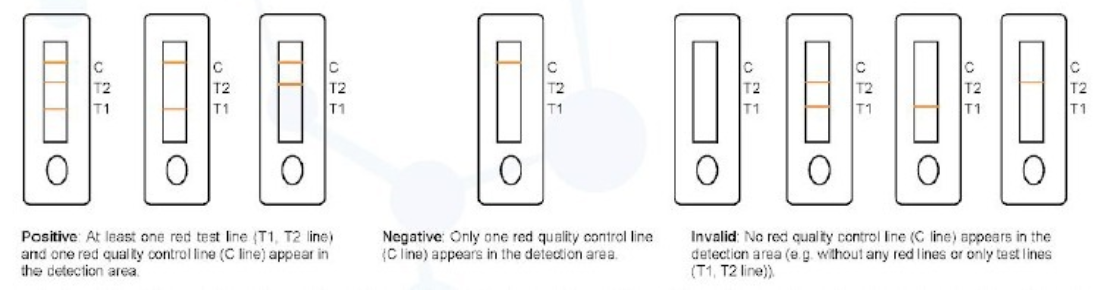 C
T2
T1
C
T2
T1
C
T2
T1
C
T2
T1
C
T2
T1
C
T2
T1
C
T2
T1
C
T2
T1
Positive: At least one red test line (T1, T2 line)
and one red quality control line (C line) appear in
the detection area.
Negative: Only one red quality control line
(C line) appears in the detection area.
Invalid: No red quality control line (C line) appears in the
detection area (e.g. without any red lines or only test lines
(T1, T2 line)).